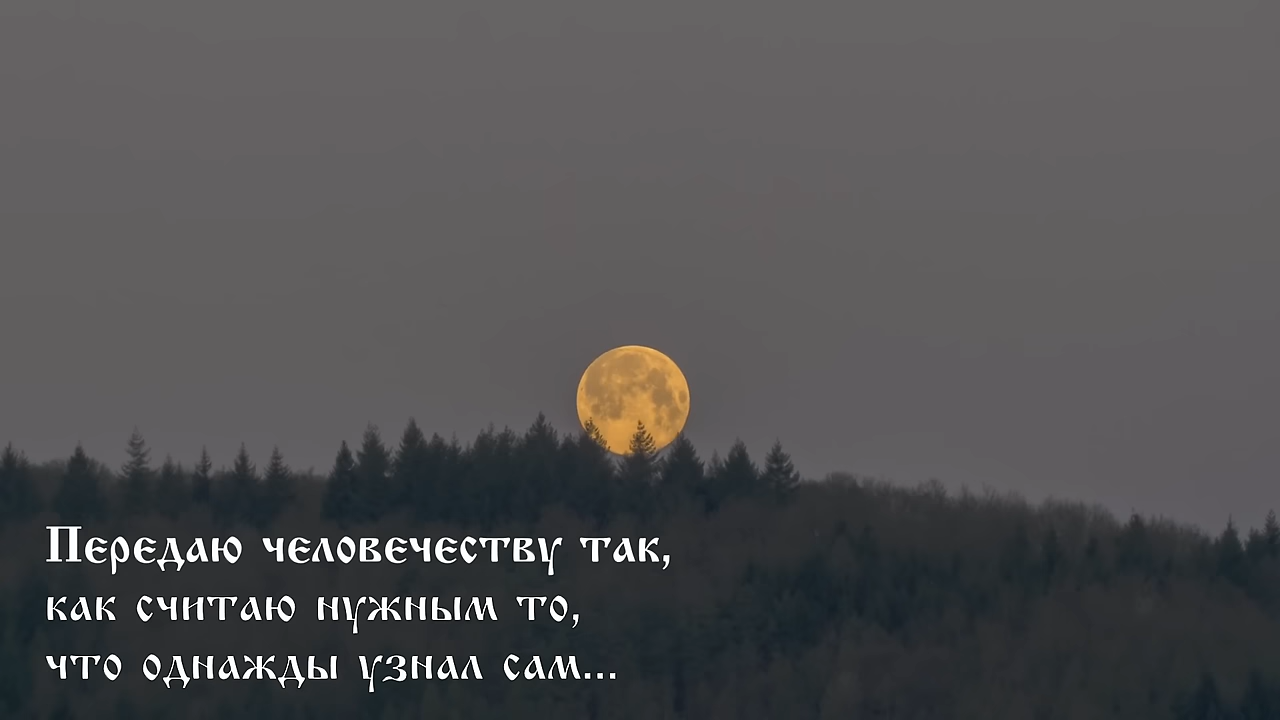 Передаю человечеству так,
как считаю нужным то,
что однажды узнал сам...